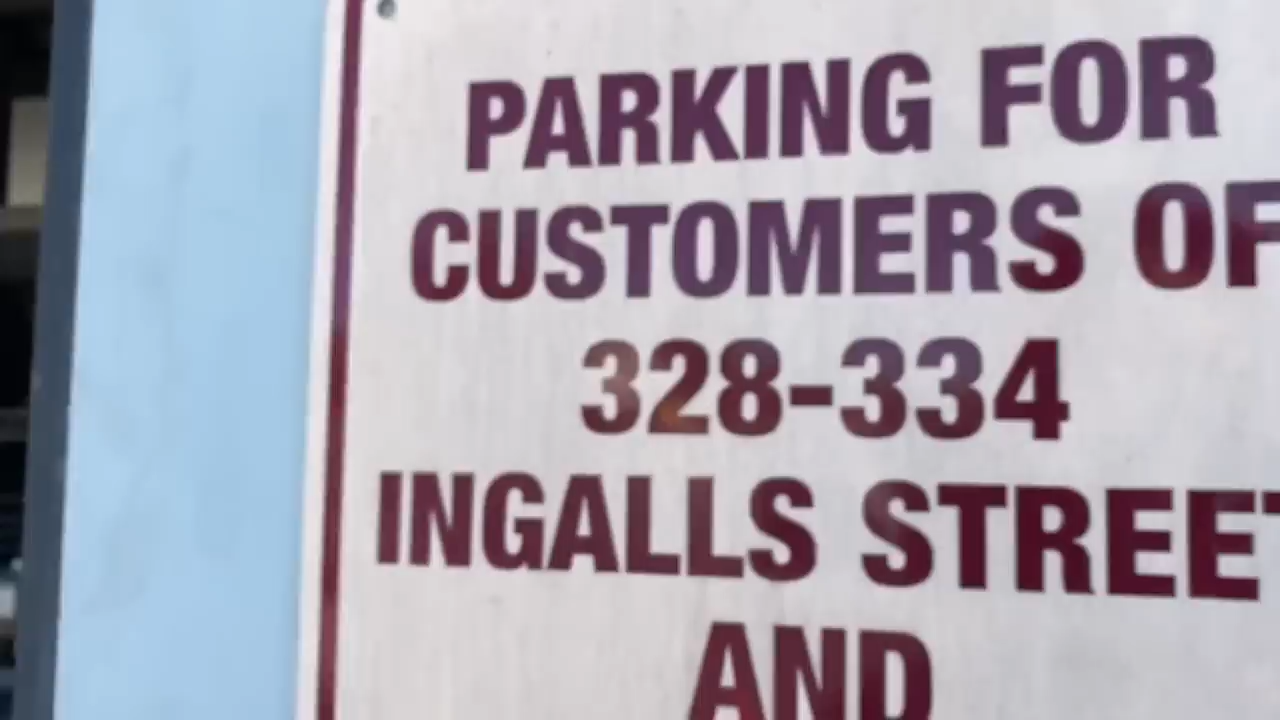 PARKING FOR
CUSTOMERS OF
328-334
INGALLS STREET
AND